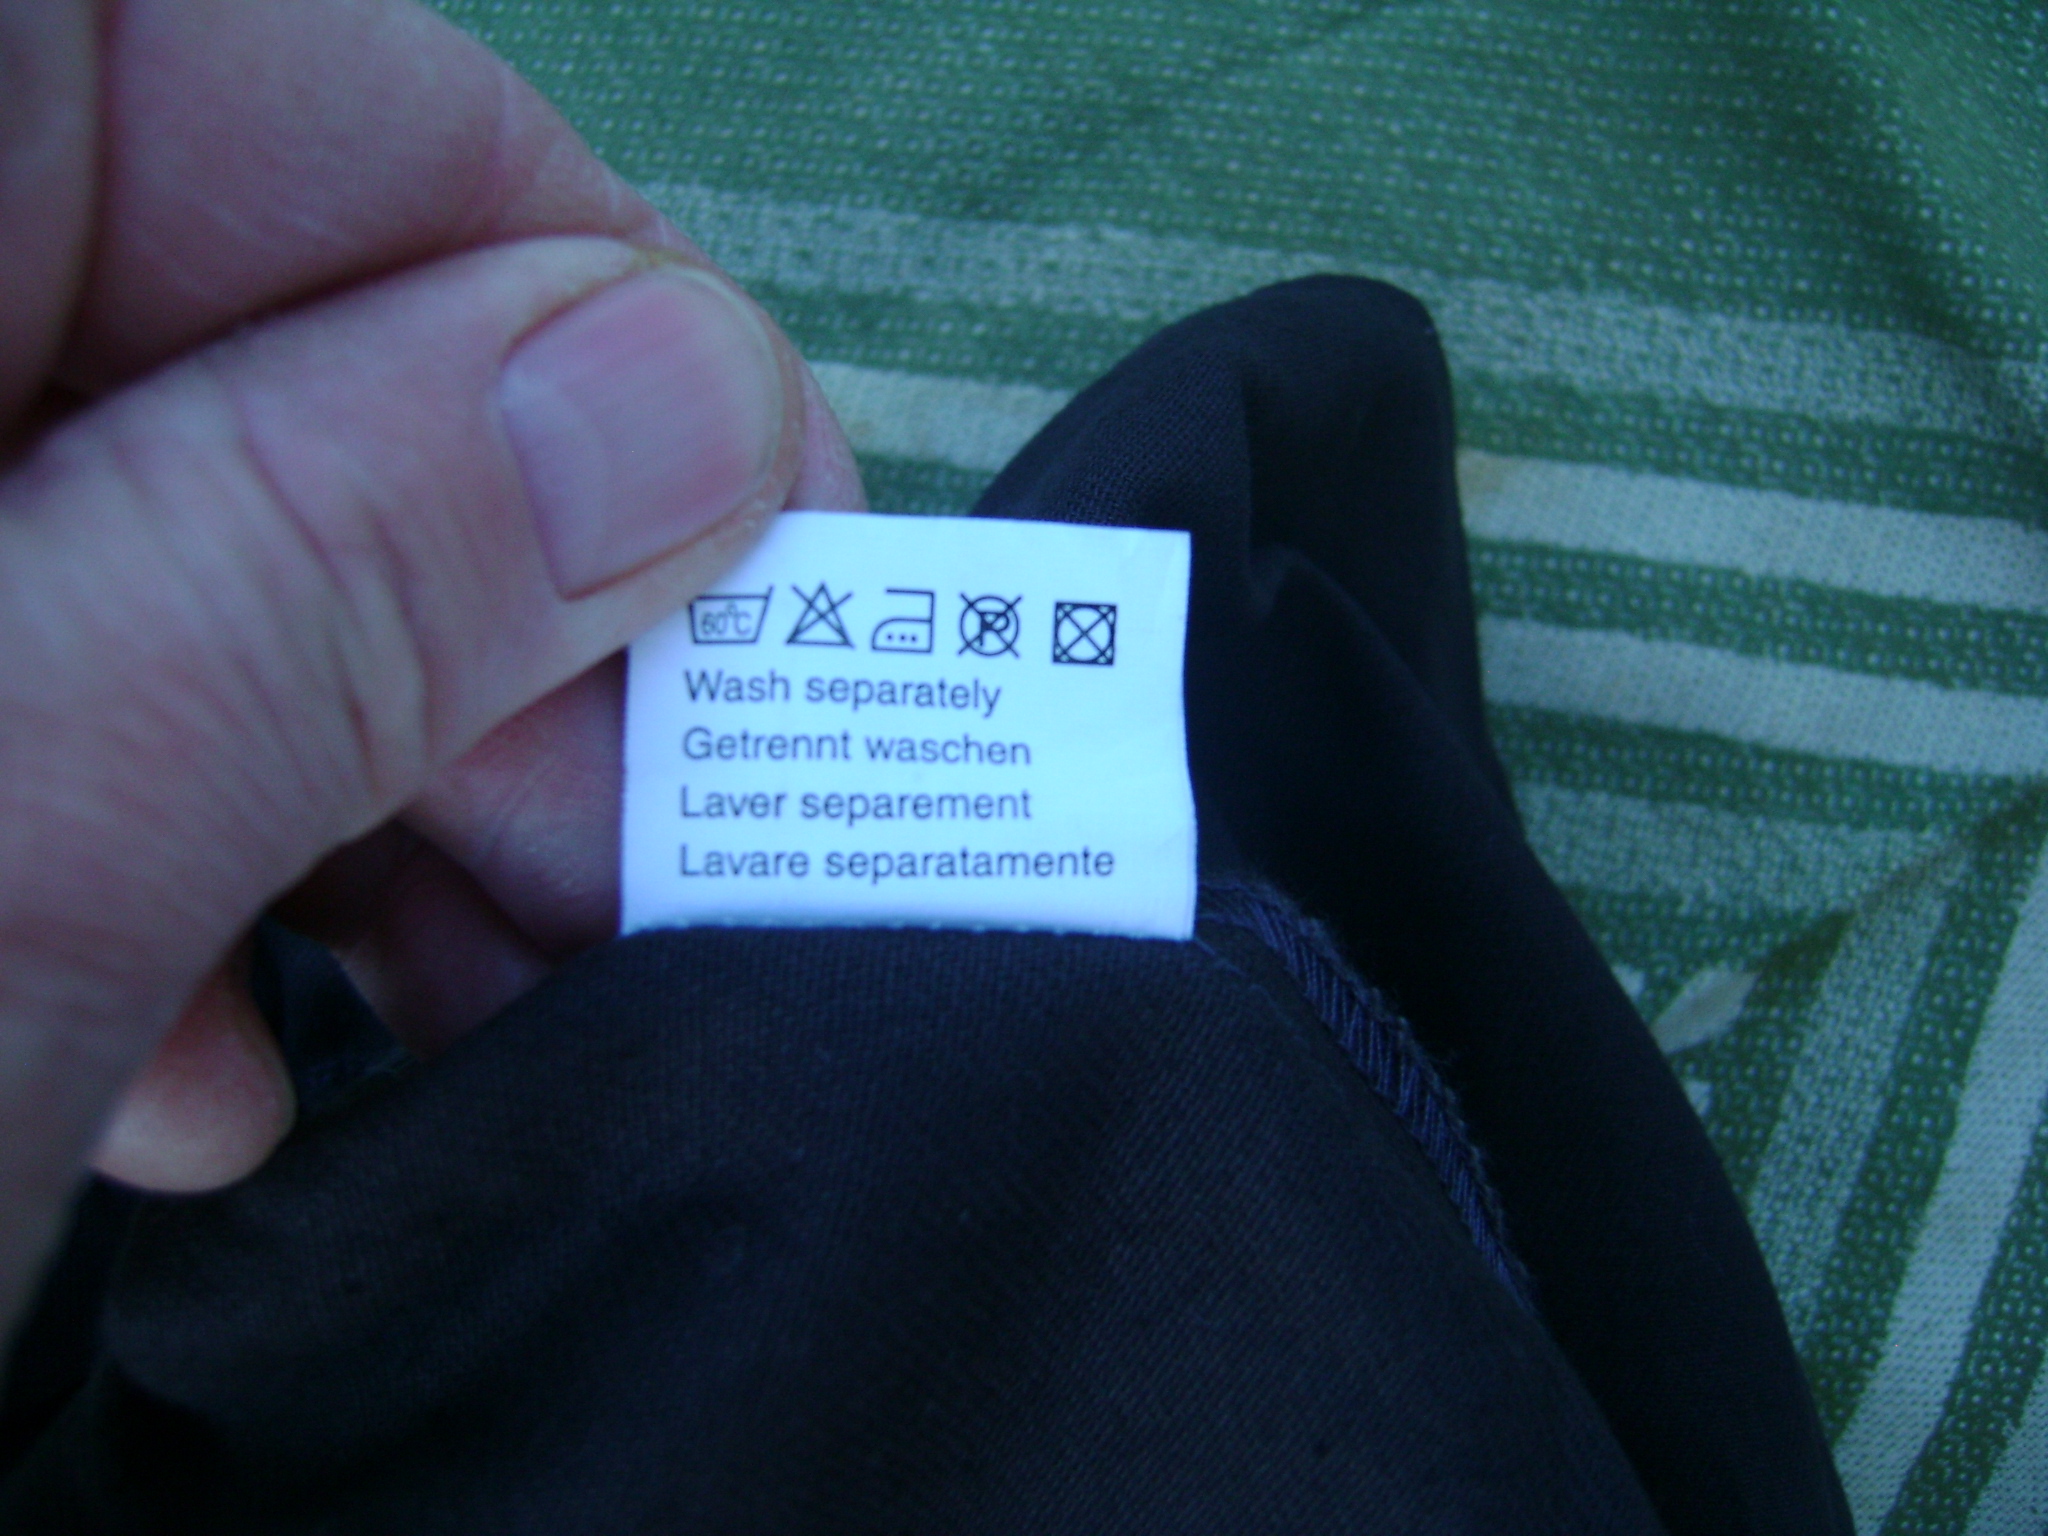 60°C P
Wash separately
Getrennt waschen
Laver separement
Lavare separatamente